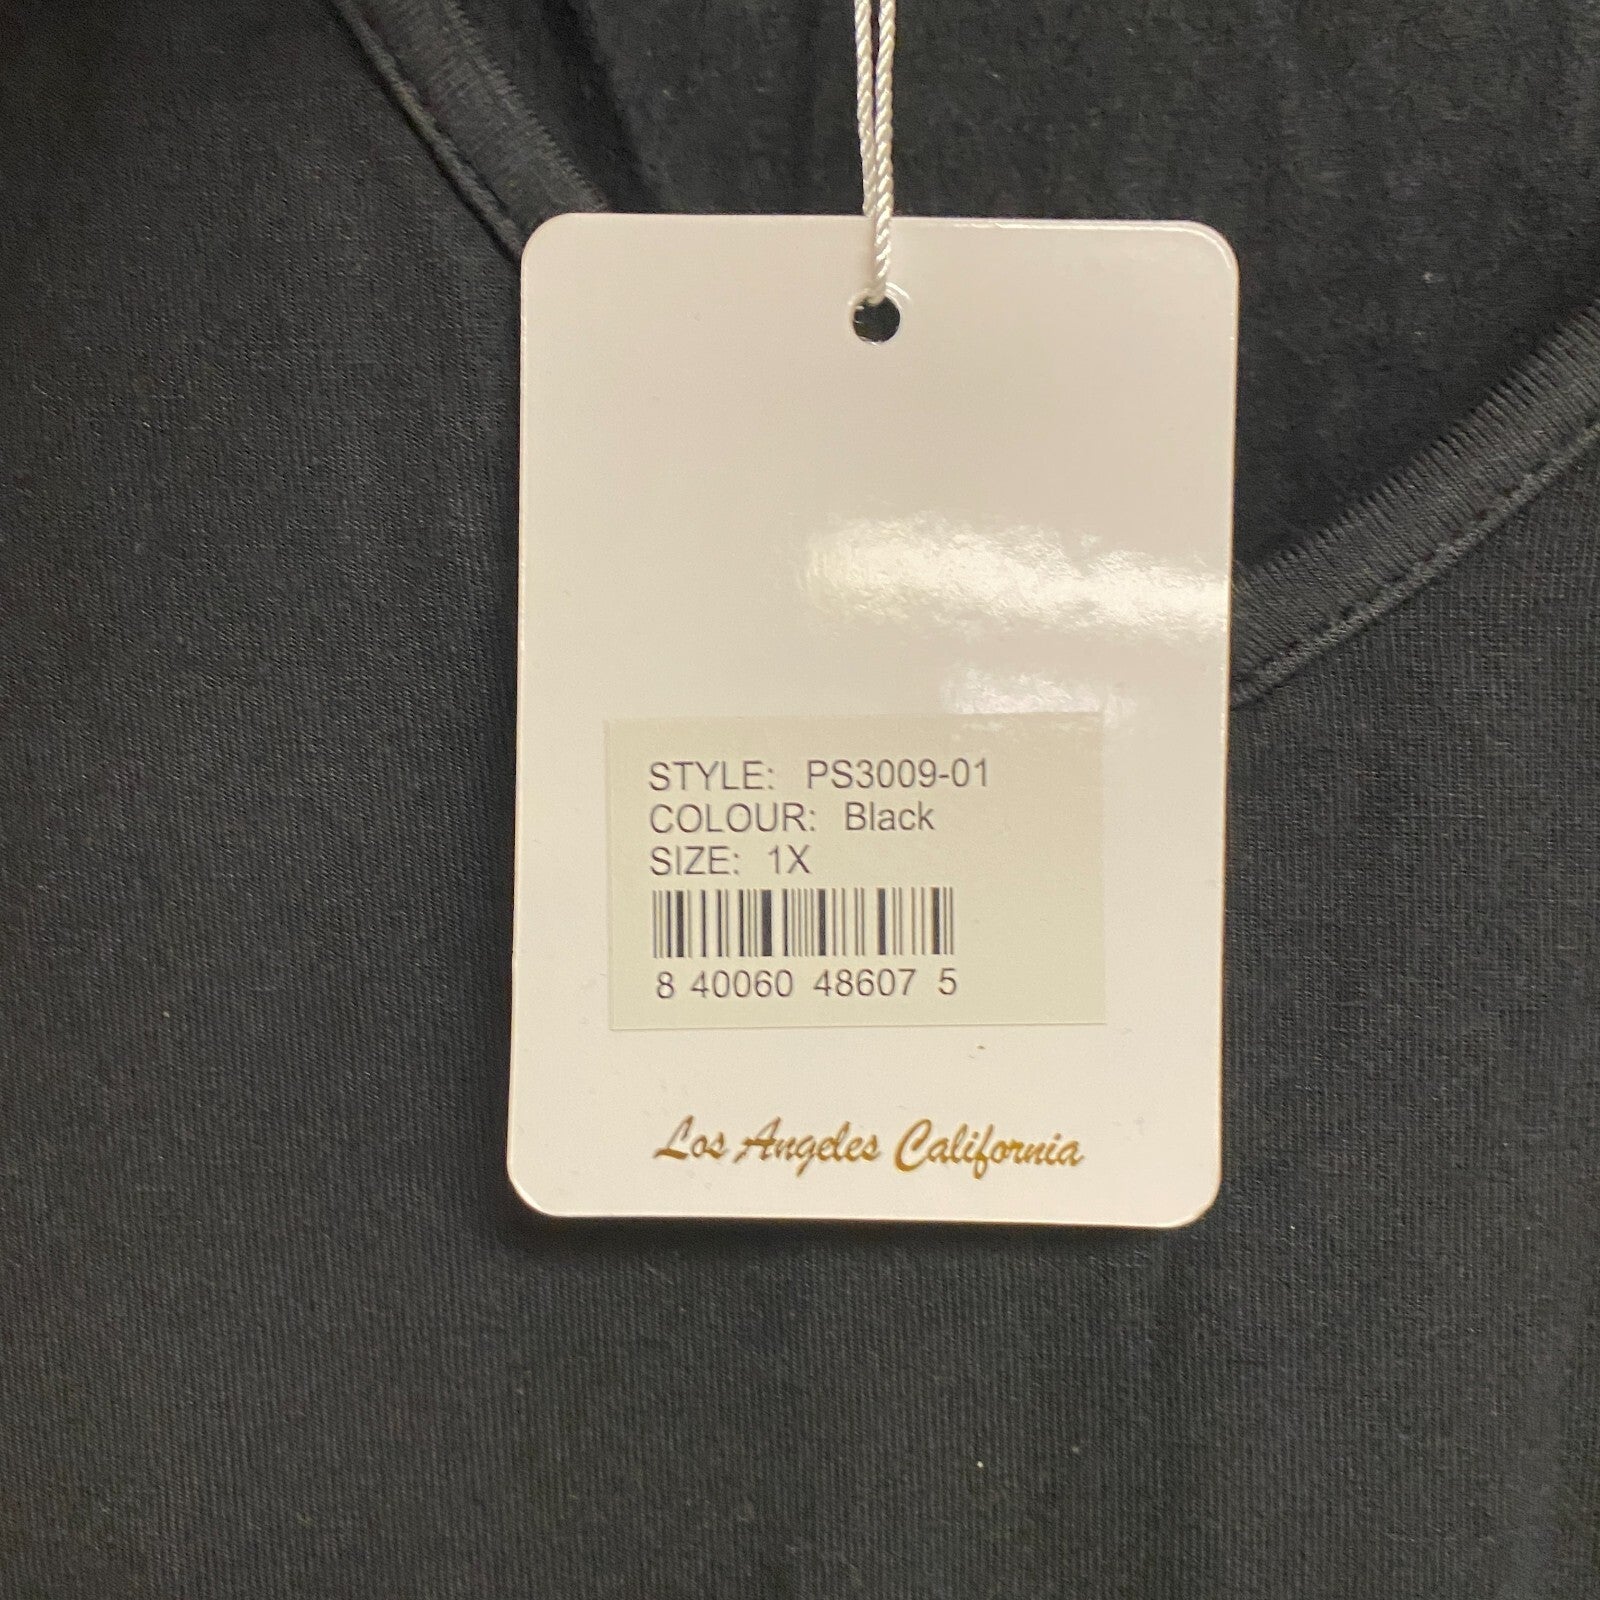 STYLE: PS3009-01
COLOUR: Black
SIZE: 1X
8 40060 48607 5
Los Angeles California